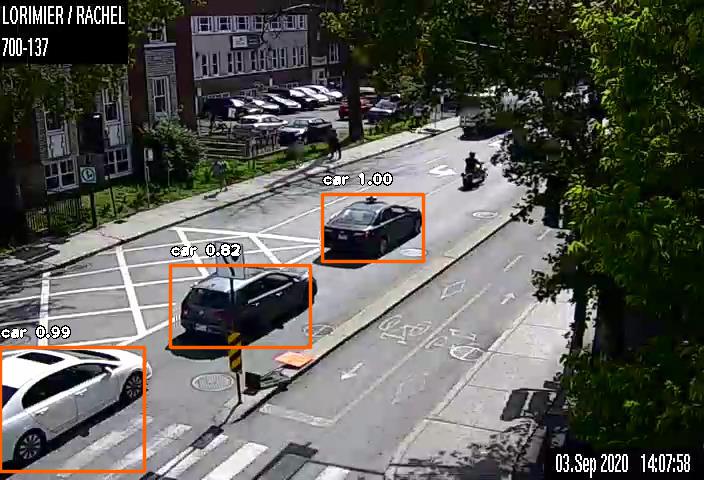 LORIMIER / RACHEL
700-137
car 1.00
car 0.82
car 0.99
03.Sep 2020 14:07:58